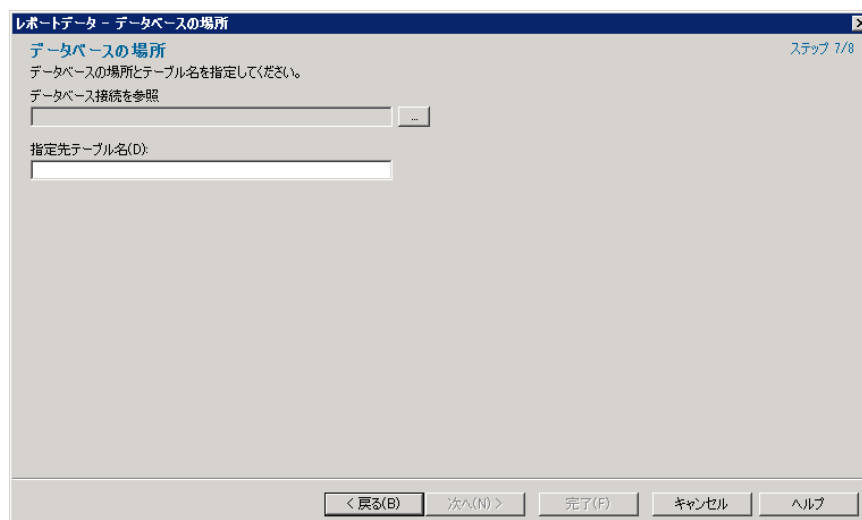 レポートデータ - データベースの場所
データベースの場所
ステップ 7/8
データベースの場所とテーブル名を指定してください。
データベース接続を参照
...
指定先テーブル名(D):
< 戻る(B)
次へ(N) >
完了(F)
キャンセル
ヘルプ